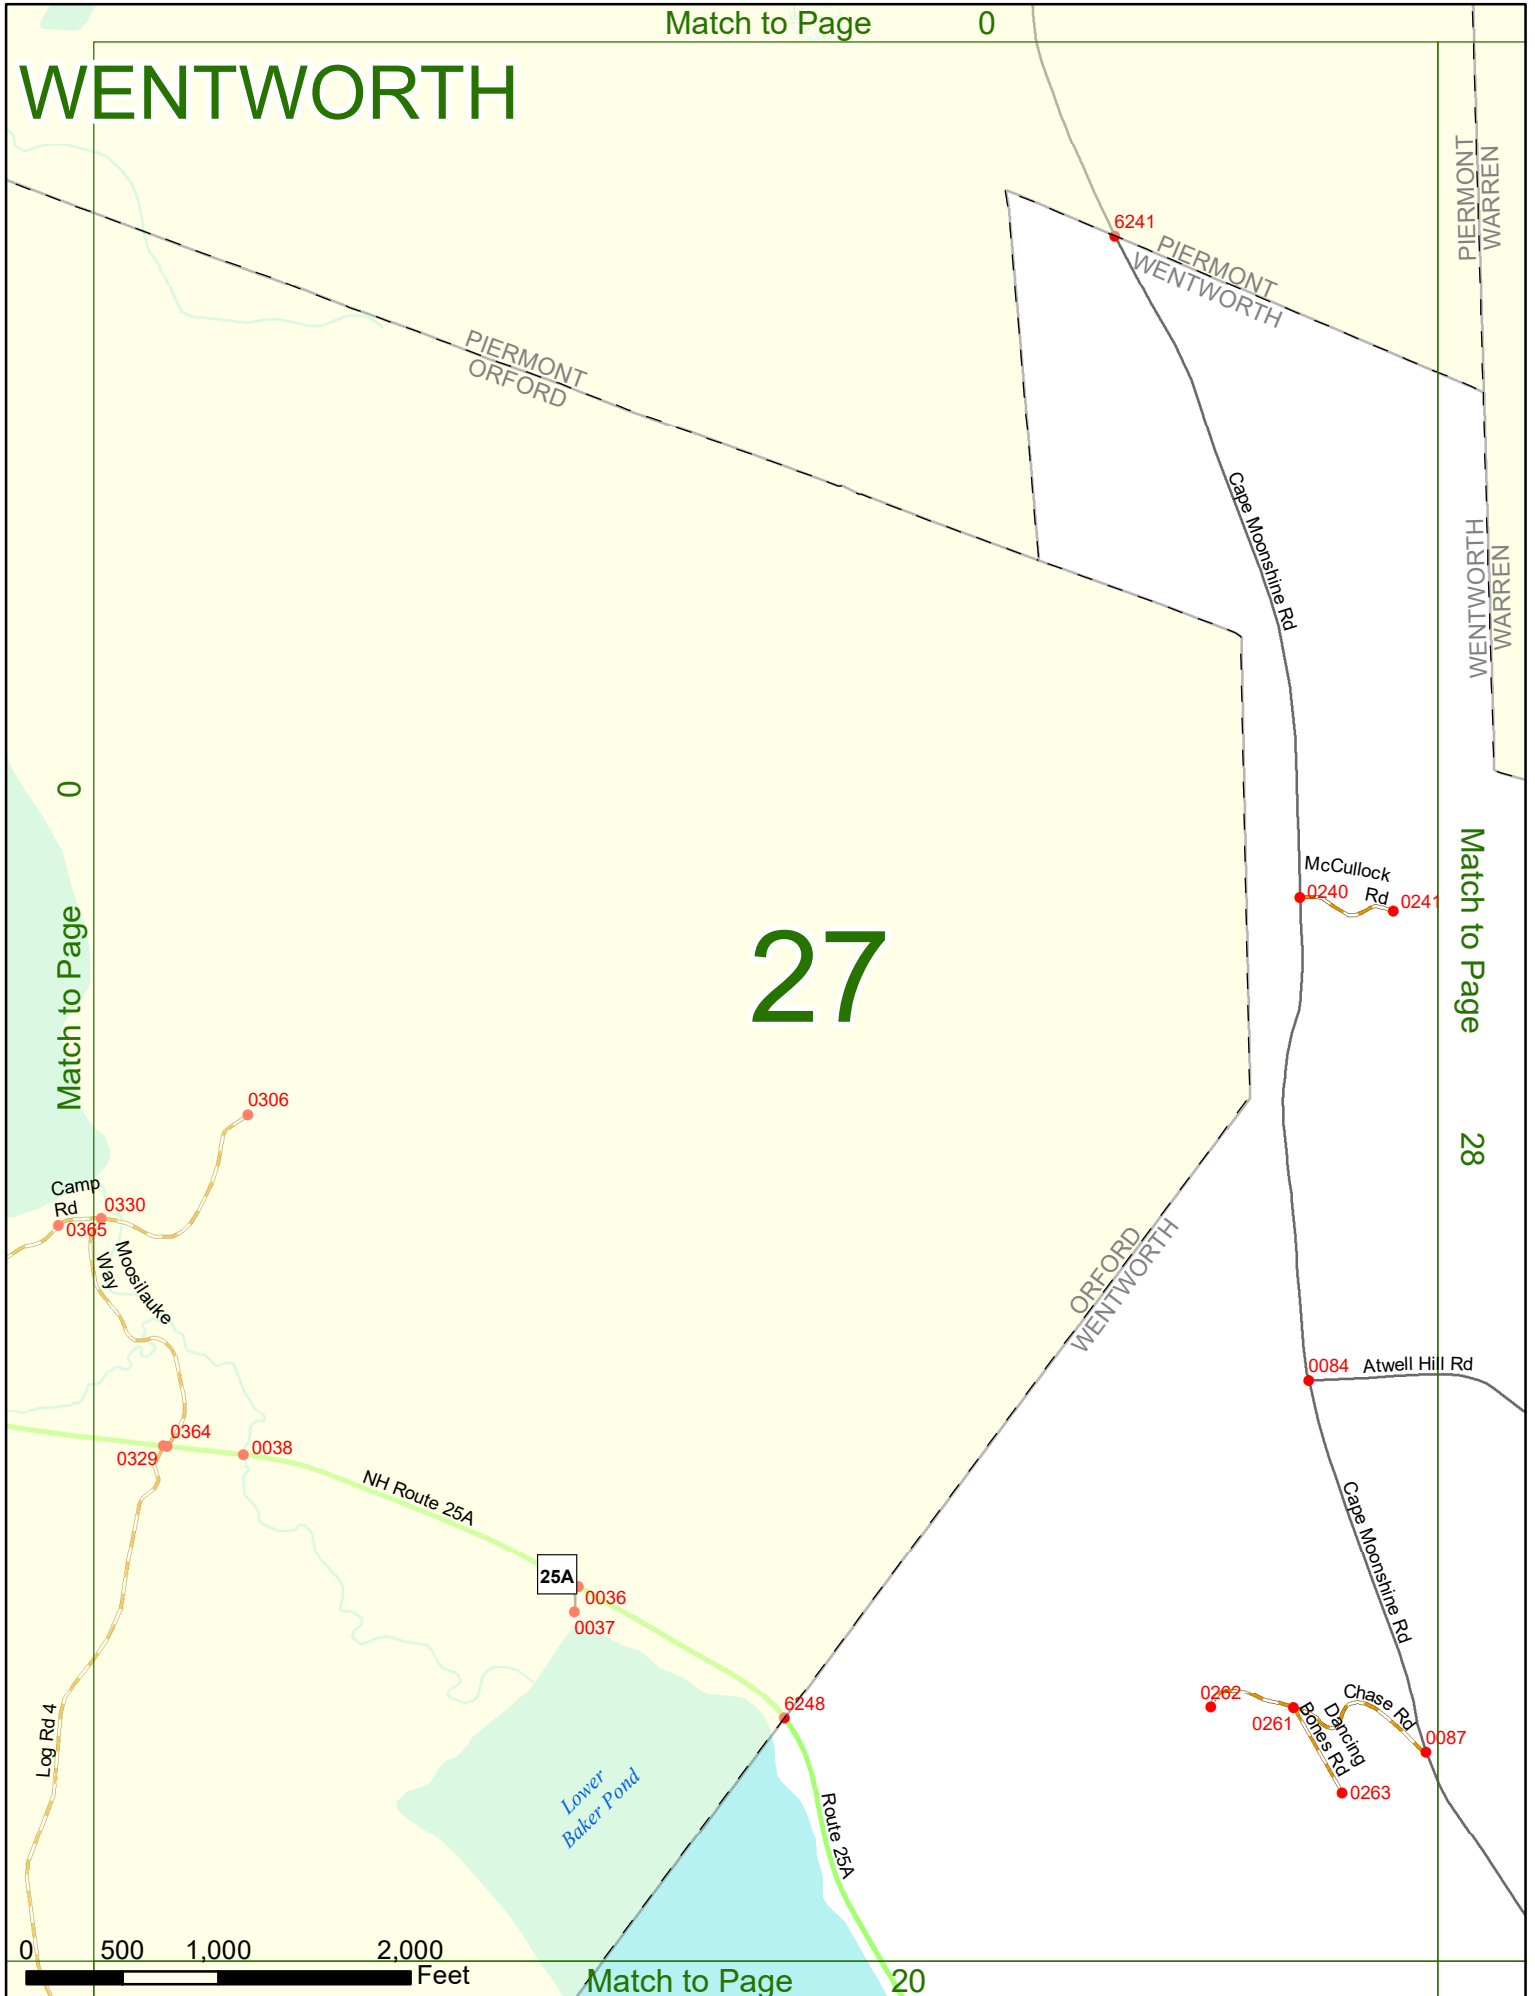 Match to Page 0
WENTWORTH
PIERMONT
WARREN
6241
PIERMONT
WENTWORTH
PIERMONT
ORFORD
Cape Moonshine Rd
WENTWORTH
WARREN
Match to Page 0
McCullock
Rd
0240
0241
Match to Page 28
27
0306
Camp
Rd
0330
0365
Moosilauke
Way
ORFORD
WENTWORTH
0084
Atwell Hill Rd
0364
0329
0038
NH Route 25A
25A
0036
0037
Cape Moonshine Rd
6248
0262
0261
Dancing
Bones Rd
Chase Rd
0087
0263
Log Rd 4
Lower
Baker Pond
Route 25A
0 500 1,000 2,000
Feet
Match to Page 20